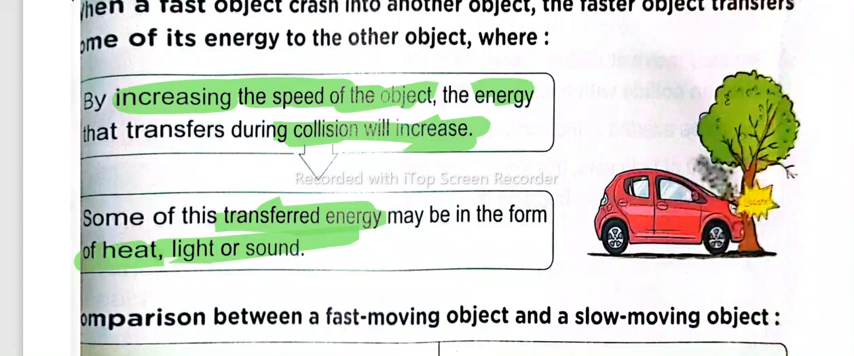 When a fast object crash into another object, the faster object transfers
some of its energy to the other object, where :
By increasing the speed of the object, the energy
that transfers during collision will increase.
Recorded with iTop Screen Recorder
Some of this transferred energy may be in the form
of heat, light or sound.
omparison between a fast-moving object and a slow-moving object :